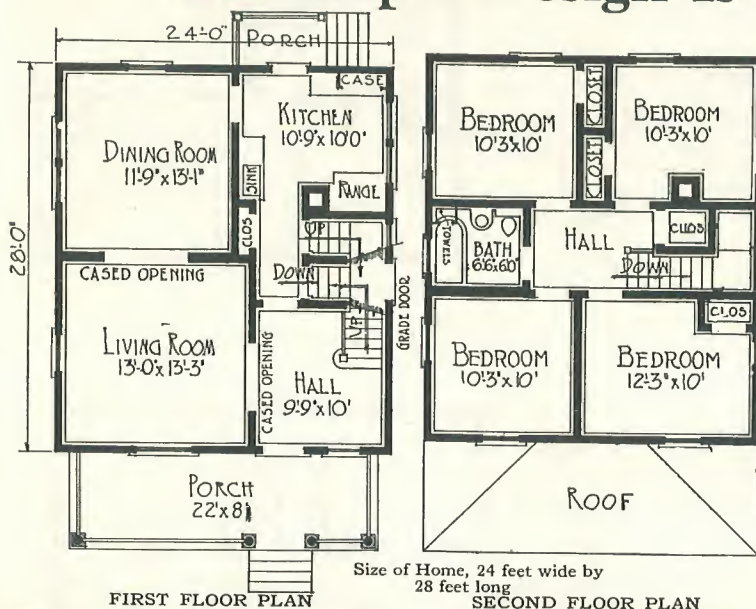 24'-0"
PORCH
28'-0"
DINING ROOM
11'-9" x 13'-1"
KITCHEN
10'-9" x 10'0"
CASE
SINK
RANGE
CLOS
UP
DOWN
UP
GRADE DOOR
CASED OPENING
LIVING ROOM
13'-0" x 13'-3"
CASED OPENING
HALL
9'-9" x 10'
PORCH
22' x 8'
FIRST FLOOR PLAN
BEDROOM
10'-3" x 10'
CLOSET
CLOSET
BEDROOM
10'-3" x 10'
TOWELS
BATH
6'6 x 6'0"
HALL
CLOS
DOWN
CLOS
BEDROOM
10'-3" x 10'
BEDROOM
12'-3" x 10'
ROOF
Size of Home, 24 feet wide by
28 feet long
SECOND FLOOR PLAN